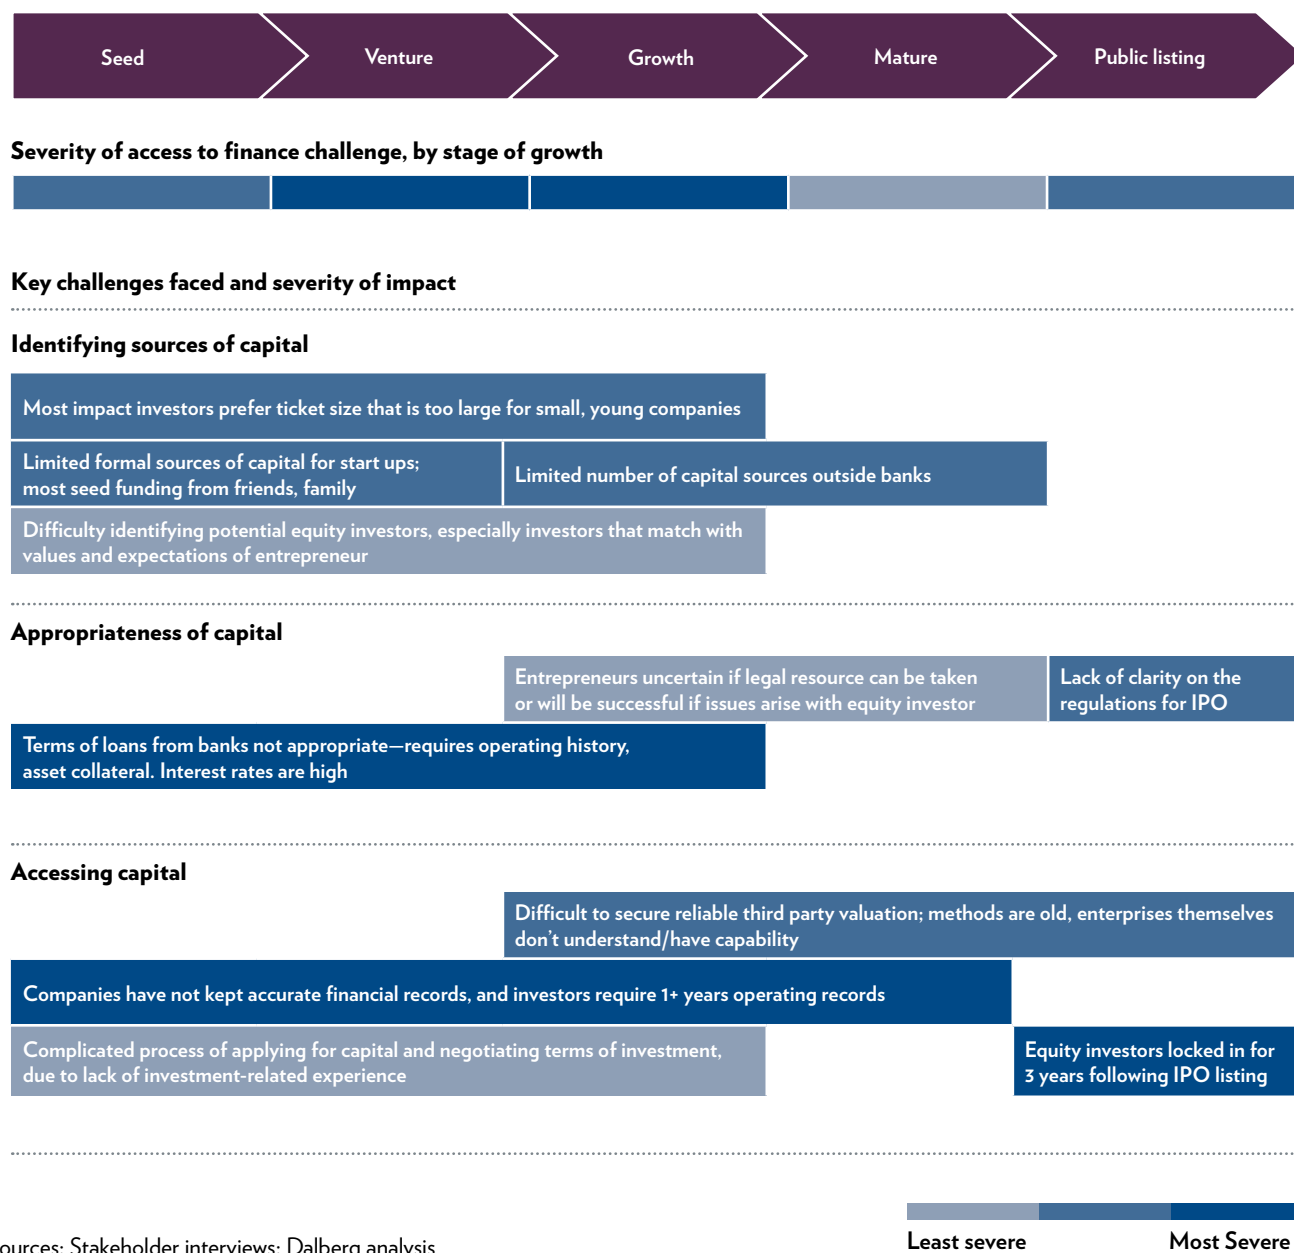 Seed
Venture
Growth
Mature
Public listing
Severity of access to finance challenge, by stage of growth
Key challenges faced and severity of impact
Identifying sources of capital
Most impact investors prefer ticket size that is too large for small, young companies
Limited formal sources of capital for start ups;
most seed funding from friends, family
Limited number of capital sources outside banks
Difficulty identifying potential equity investors, especially investors that match with
values and expectations of entrepreneur
Appropriateness of capital
Entrepreneurs uncertain if legal resource can be taken
or will be successful if issues arise with equity investor
Lack of clarity on the
regulations for IPO
Terms of loans from banks not appropriate—requires operating history,
asset collateral. Interest rates are high
Accessing capital
Difficult to secure reliable third party valuation; methods are old, enterprises themselves
don't understand/have capability
Companies have not kept accurate financial records, and investors require 1+ years operating records
Complicated process of applying for capital and negotiating terms of investment,
due to lack of investment-related experience
Equity investors locked in for
3 years following IPO listing
ources: Stakeholder interviews; Dalberg analysis
Least severe
Most Severe